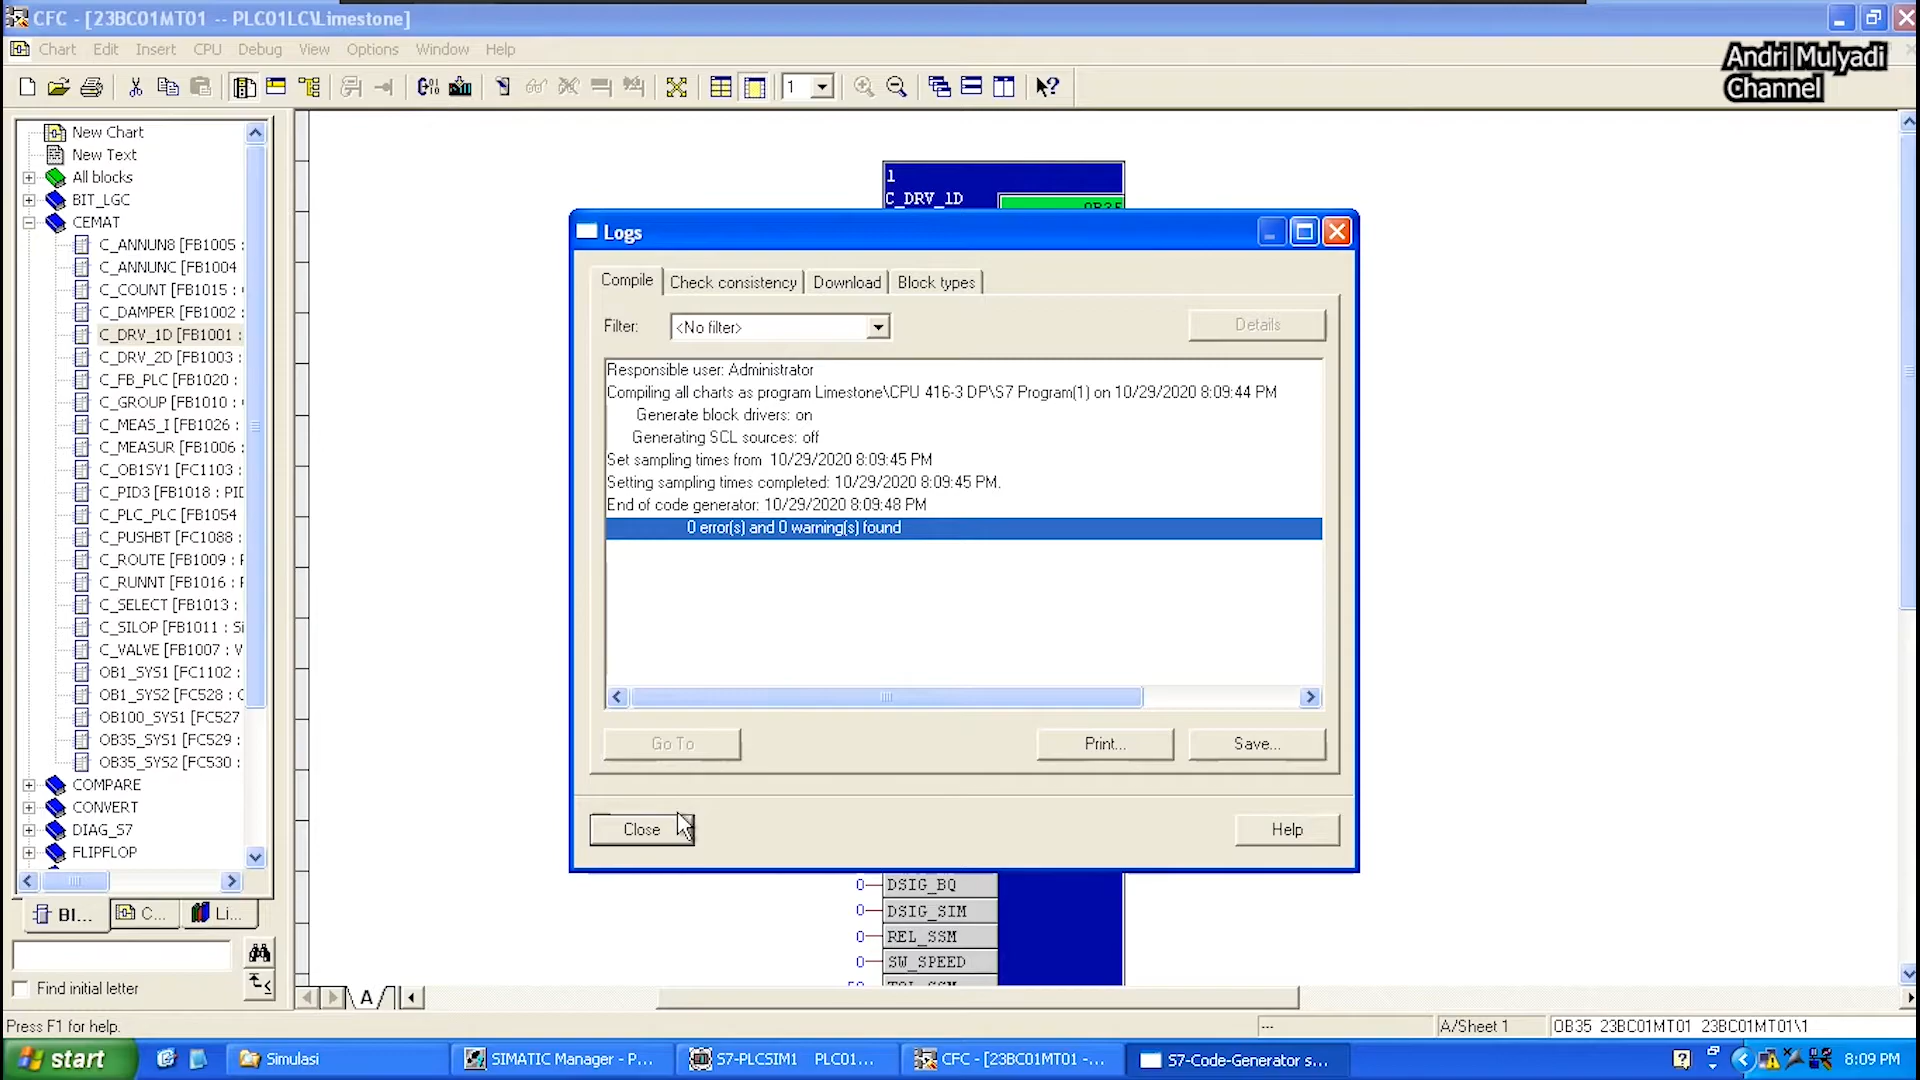 CFC - [23BC01MT01 -- PLC01LC\Limestone]
Chart Edit Insert CPU Debug View Options Window Help
Andri Mulyadi
Channel
1
New Chart
New Text
All blocks
BIT_LGC
CEMAT
C_ANNUN8 [FB1005 :
C_ANNUNC [FB1004
C_COUNT [FB1015 :
C_DAMPER [FB1002 :
C_DRV_1D [FB1001 :
C_DRV_2D [FB1003 :
C_FB_PLC [FB1020 :
C_GROUP [FB1010 :
C_MEAS_I [FB1026 :
C_MEASUR [FB1006 :
C_OB1SY1 [FC1103 :
C_PID3 [FB1018 : PID
C_PLC_PLC [FB1054
C_PUSHBT [FC1088 :
C_ROUTE [FB1009 :
C_RUNNT [FB1016 :
C_SELECT [FB1013 :
C_SILOP [FB1011 : Si
C_VALVE [FB1007 : V
OB1_SYS1 [FC1102 :
OB1_SYS2 [FC528 :
OB100_SYS1 [FC527
OB35_SYS1 [FC529 :
OB35_SYS2 [FC530 :
COMPARE
CONVERT
DIAG_S7
FLIPFLOP
Bl... C... Li...
Find initial letter
1
C_DRV_1D
OB35
Logs
Compile Check consistency Download Block types
Filter: <No filter> Details
Responsible user: Administrator
Compiling all charts as program Limestone\CPU 416-3 DP\S7 Program(1) on 10/29/2020 8:09:44 PM
Generate block drivers: on
Generating SCL sources: off
Set sampling times from 10/29/2020 8:09:45 PM
Setting sampling times completed: 10/29/2020 8:09:45 PM.
End of code generator: 10/29/2020 8:09:48 PM
0 error(s) and 0 warning(s) found
Go To Print... Save...
Close Help
0 DSIG_BQ
0 DSIG_SIM
0 REL_SSM
0 SW_SPEED
A
Press F1 for help. --- A/Sheet 1 OB35 23BC01MT01 23BC01MT01\1
start Simulasi SIMATIC Manager - P... S7-PLCSIM1 PLC01... CFC - [23BC01MT01 -... S7-Code-Generator s... 8:09 PM